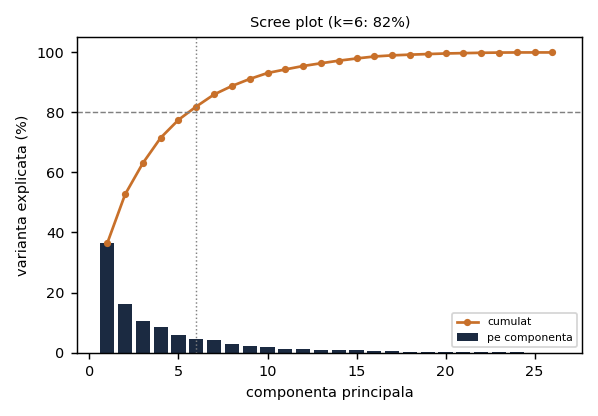 Scree plot (k=6: 82%)
varianta explicata (%)
100
80
60
40
20
0
cumulat
pe componenta
0 5 10 15 20 25
componenta principala